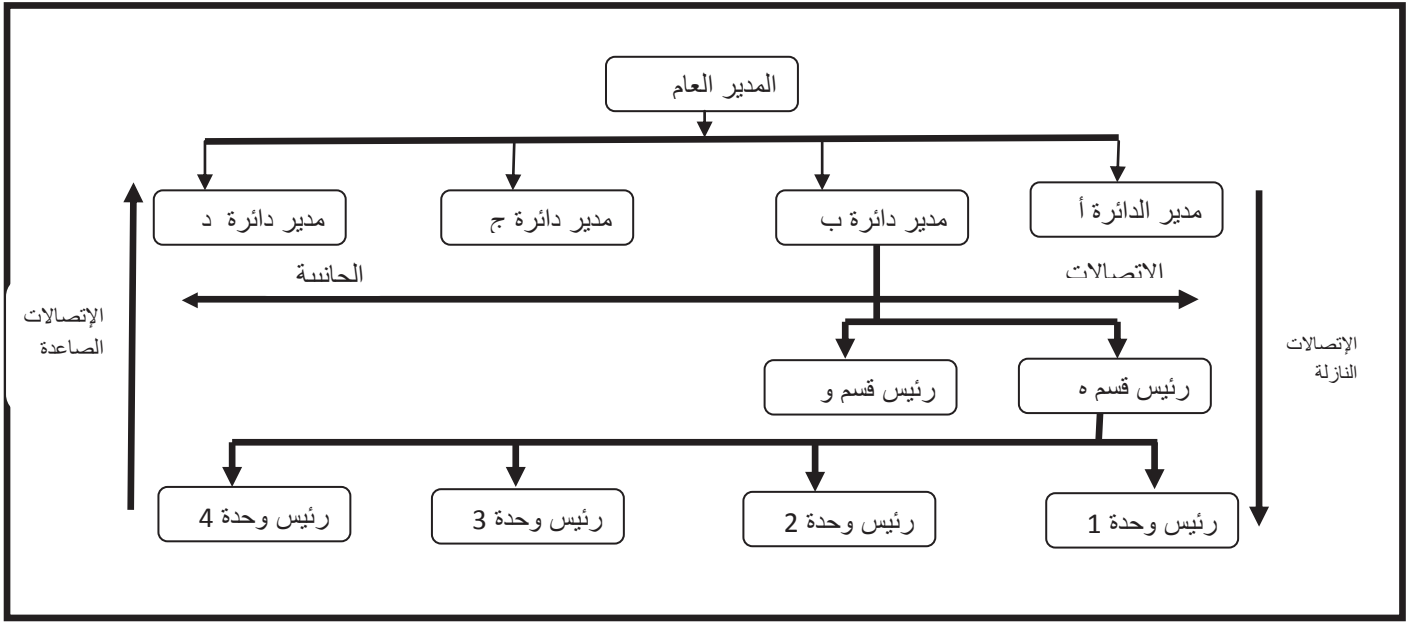 المدير العام
مدير الدائرة أ
مدير دائرة ب
مدير دائرة ج
مدير دائرة د
الاتصالات
الجانبية
الإتصالات
الصاعدة
الإتصالات
النازلة
رئيس قسم ه
رئيس قسم و
رئيس وحدة 1
رئيس وحدة 2
رئيس وحدة 3
رئيس وحدة 4